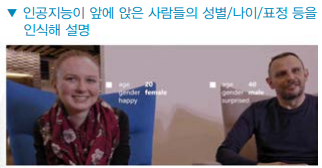 ▼ 인공지능이 앞에 앉은 사람들의 성별/나이/표정 등을
인식해 설명
age 20
gender female
happy
age 40
gender male
surprised